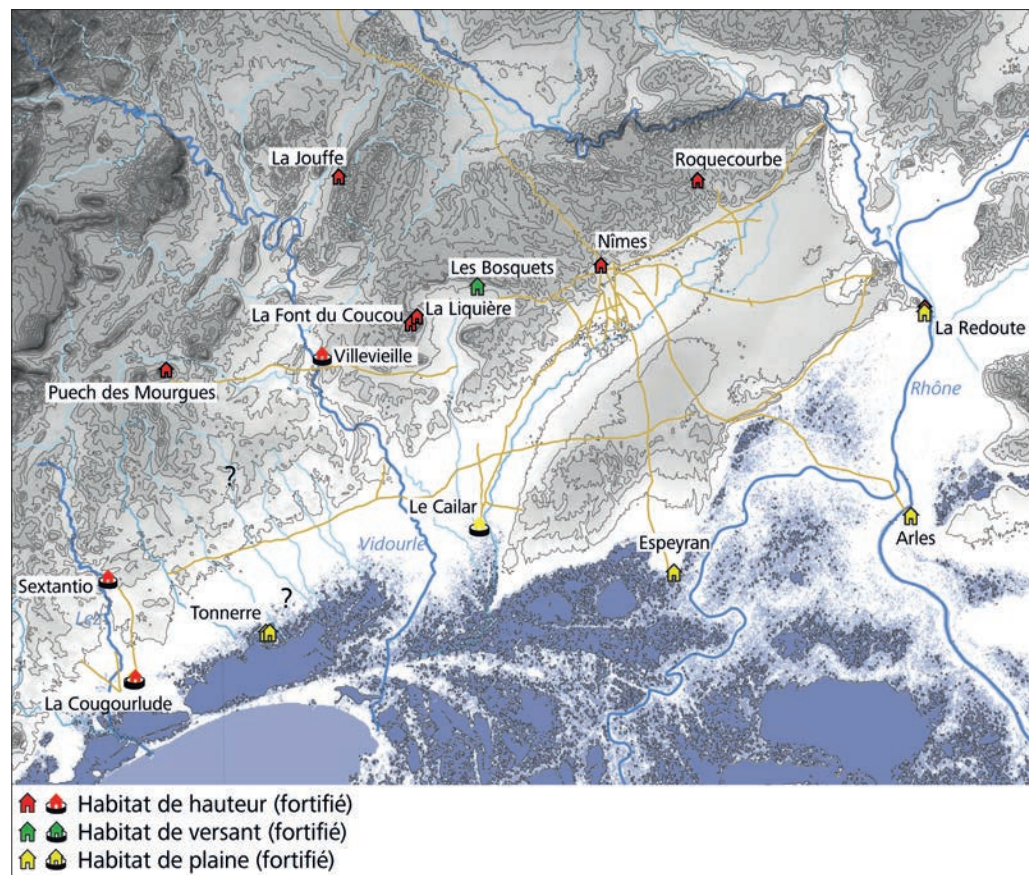 La Jouffe
Roquecourbe
Nîmes
Les Bosquets
La Font du Coucou
La Liquière
La Redoute
Villevieille
Puech des Mourgues
Rhône
?
Le Cailar
Vidourle
Espeyran
Arles
Sextantio
Tonnerre
?
Lez
La Cougourlude
Habitat de hauteur (fortifié)
Habitat de versant (fortifié)
Habitat de plaine (fortifié)